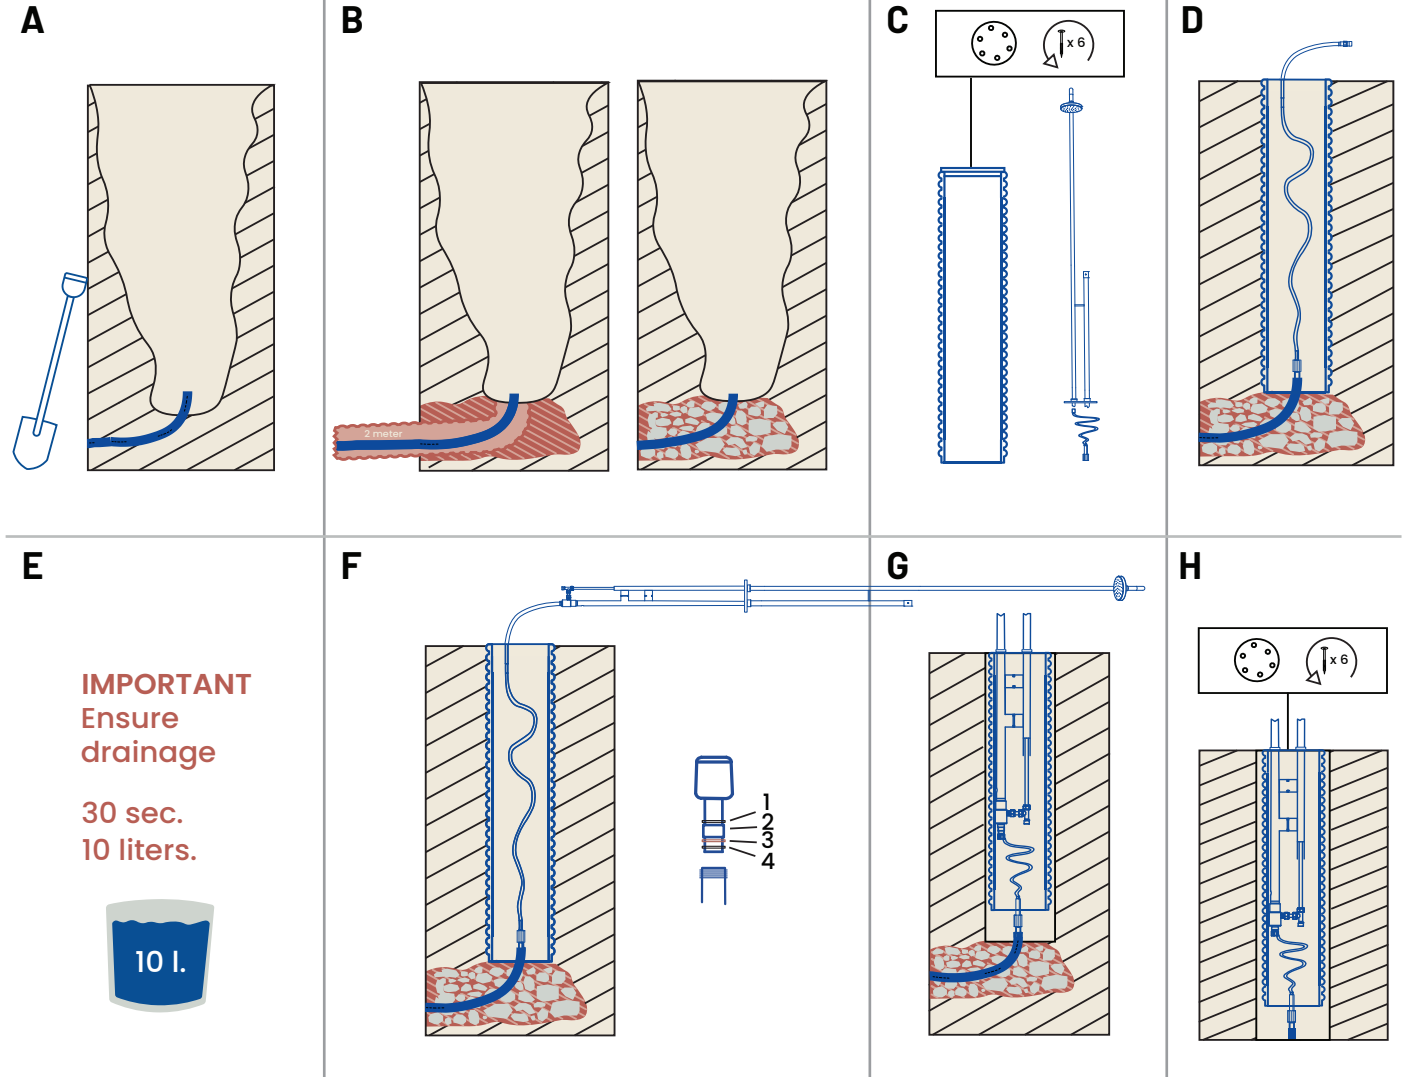 A
B
2 meter
C
x 6
D
E
IMPORTANT
Ensure
drainage
30 sec.
10 liters.
10 l.
F
1
2
3
4
G
H
x 6